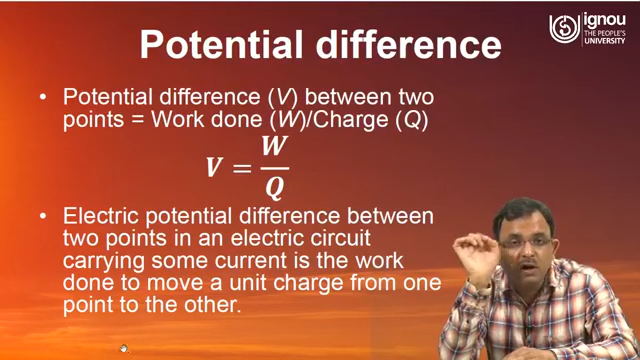 ignou
THE PEOPLE'S
UNIVERSITY
Potential difference
• Potential difference (V) between two
points = Work done (W)/Charge (Q)
V = W/Q
• Electric potential difference between
two points in an electric circuit
carrying some current is the work
done to move a unit charge from one
point to the other.